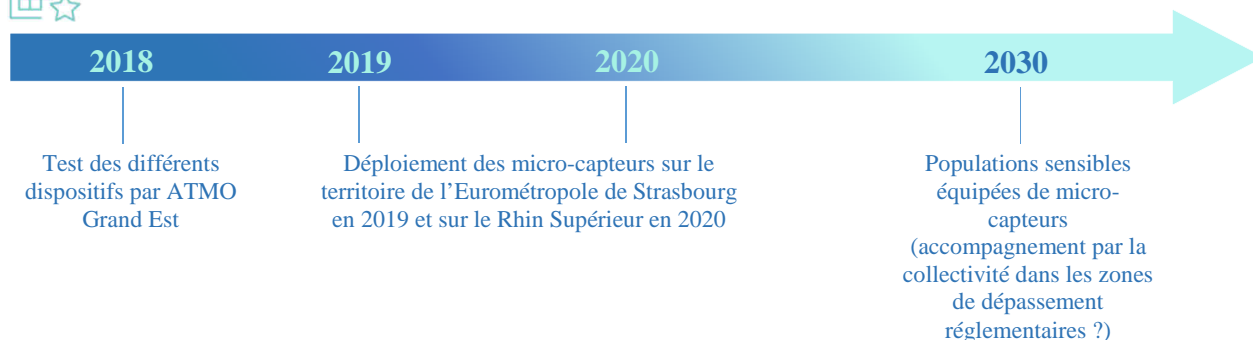 2018
2019
2020
2030
Test des différents
dispositifs par ATMO
Grand Est
Déploiement des micro-capteurs sur le
territoire de l’Eurométropole de Strasbourg
en 2019 et sur le Rhin Supérieur en 2020
Populations sensibles
équipées de micro-
capteurs
(accompagnement par la
collectivité dans les zones
de dépassement
réglementaires ?)